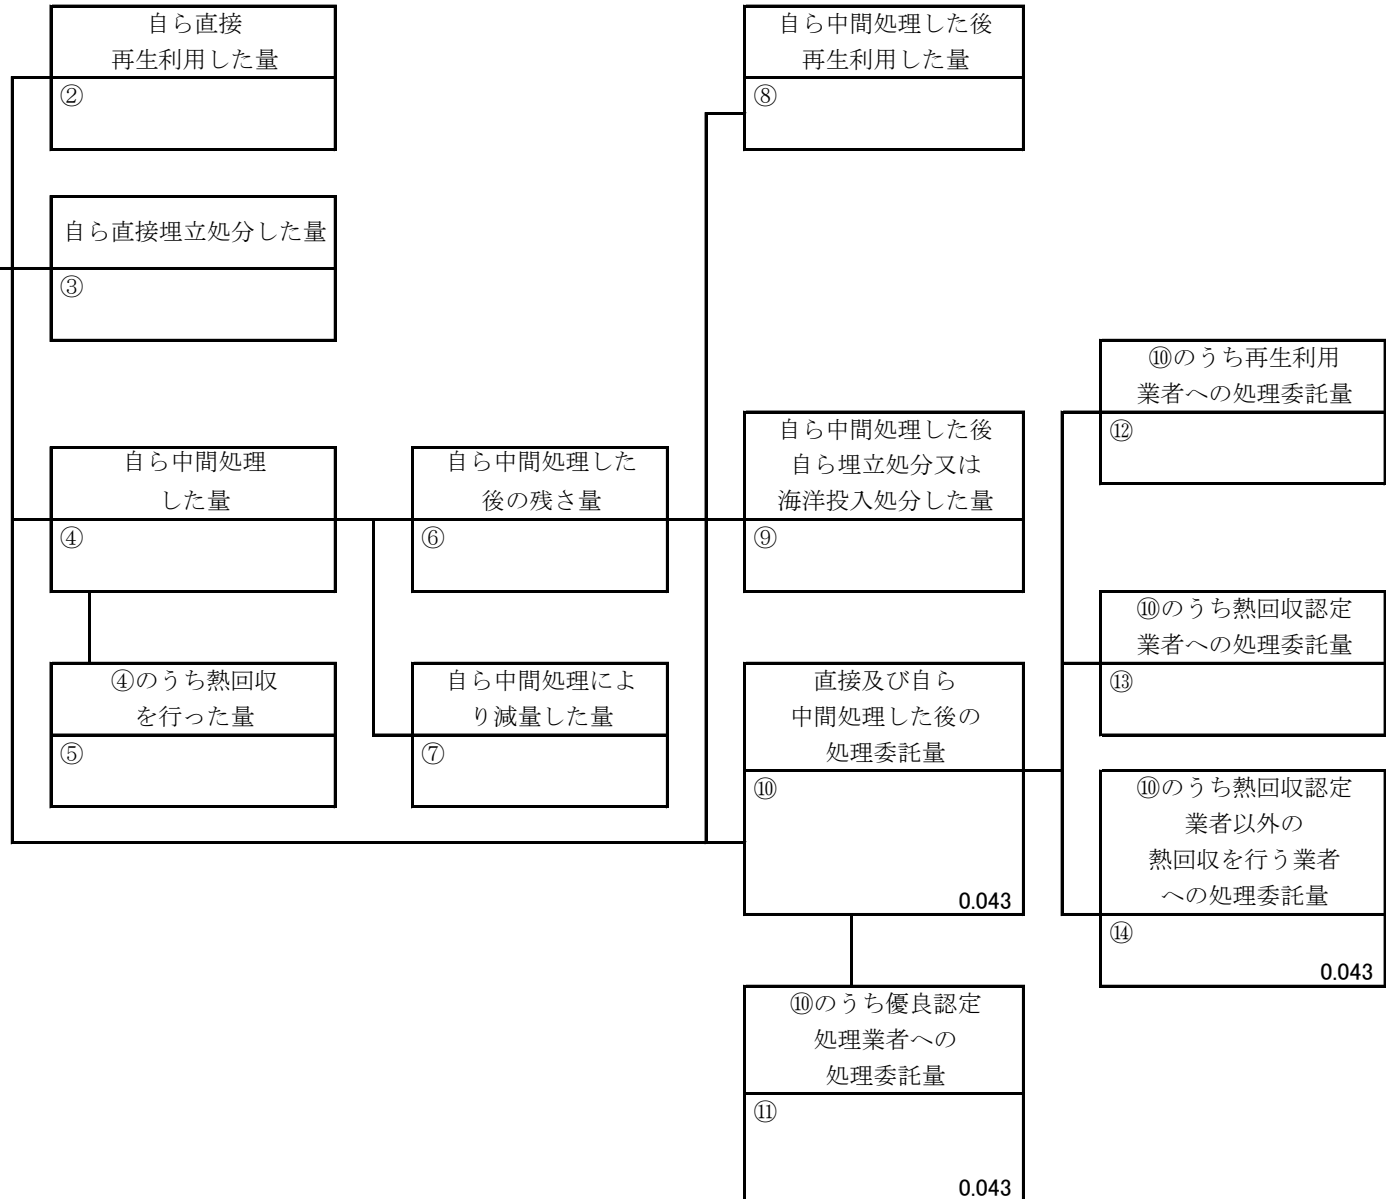 自ら直接
再生利用した量
②
自ら中間処理した後
再生利用した量
⑧
自ら直接埋立処分した量
③
⑩のうち再生利用
業者への処理委託量
⑫
自ら中間処理
した量
④
自ら中間処理した
後の残さ量
⑥
自ら中間処理した後
自ら埋立処分又は
海洋投入処分した量
⑨
⑩のうち熱回収認定
業者への処理委託量
⑬
④のうち熱回収
を行った量
⑤
自ら中間処理によ
り減量した量
⑦
直接及び自ら
中間処理した後の
処理委託量
⑩
0.043
⑩のうち熱回収認定
業者以外の
熱回収を行う業者
への処理委託量
⑭
0.043
⑩のうち優良認定
処理業者への
処理委託量
⑪
0.043